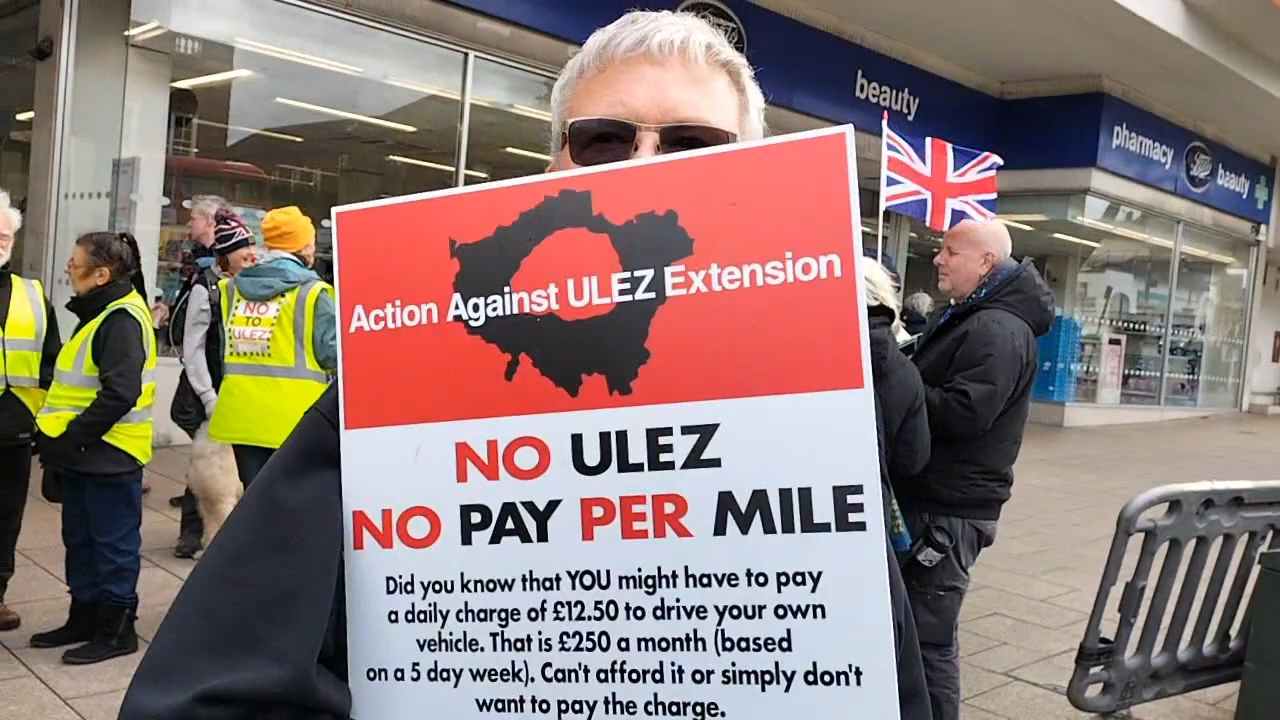 Boots
beauty
pharmacy
Boots
beauty
NO
TO
ULEZ
Action Against ULEZ Extension
NO ULEZ
NO PAY PER MILE
Did you know that YOU might have to pay
a daily charge of £12.50 to drive your own
vehicle. That is £250 a month (based
on a 5 day week). Can't afford it or simply don't
want to pay the charge.